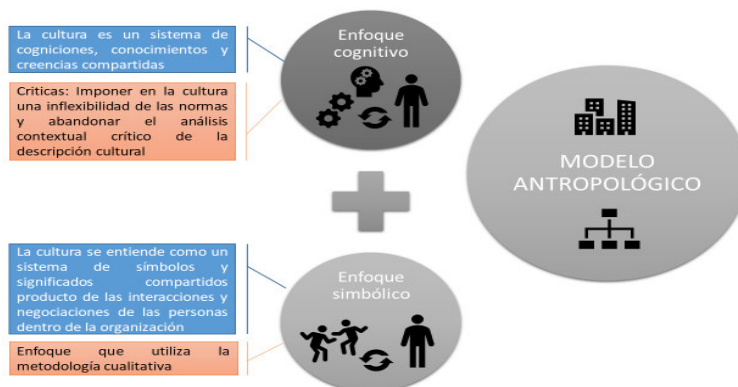 La cultura es un sistema de
cogniciones, conocimientos y
creencias compartidas
Criticas: Imponer en la cultura
una inflexibilidad de las normas
y abandonar el análisis
contextual crítico de la
descripción cultural
Enfoque
cognitivo
MODELO
ANTROPOLÓGICO
La cultura se entiende como un
sistema de símbolos y
significados compartidos
producto de las interacciones y
negociaciones de las personas
dentro de la organización
Enfoque que utiliza la
metodología cualitativa
Enfoque
simbólico